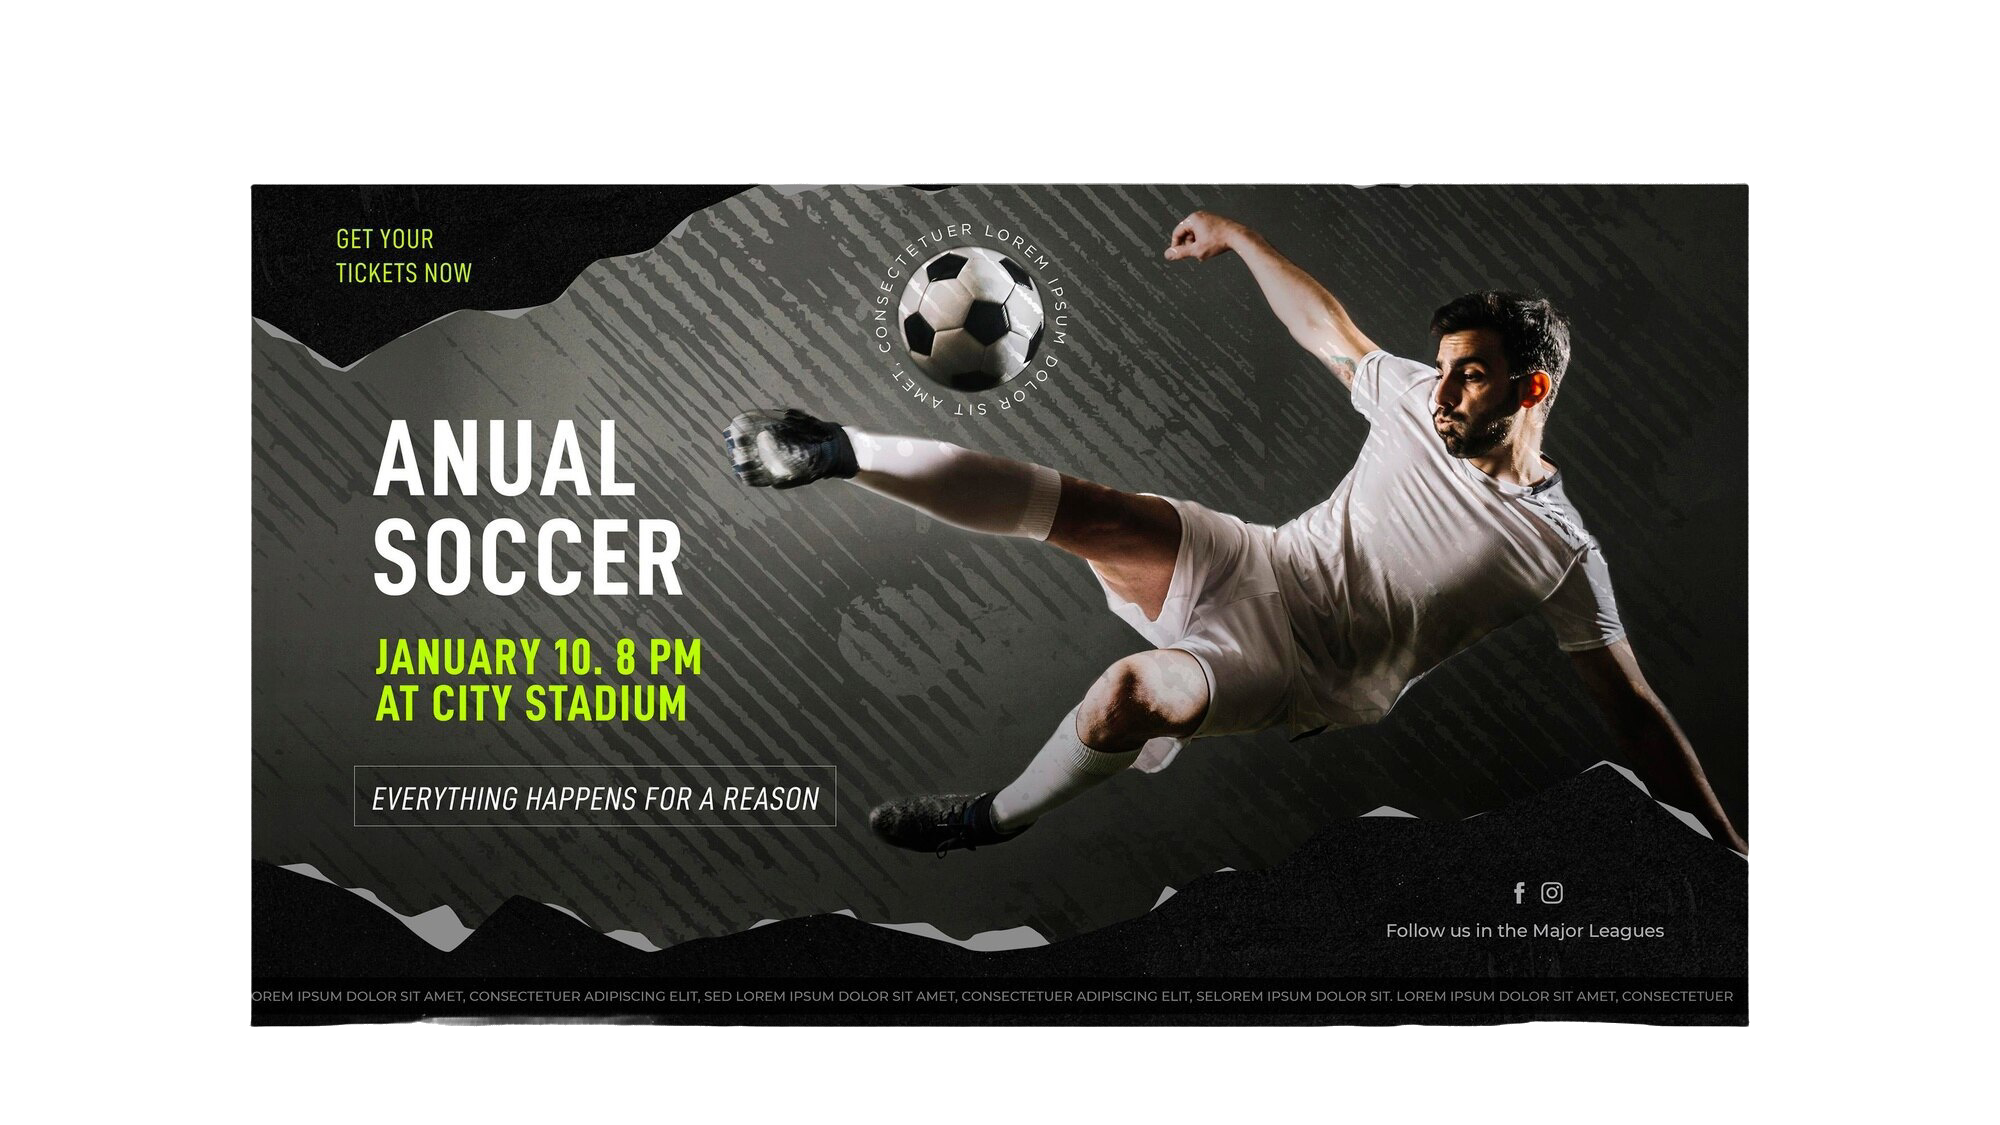 GET YOUR
TICKETS NOW
CONSECTETUER LOREM IPSUM DOLOR SIT AMET,
ANUAL
SOCCER
JANUARY 10. 8 PM
AT CITY STADIUM
EVERYTHING HAPPENS FOR A REASON
f
Follow us in the Major Leagues
OREM IPSUM DOLOR SIT AMET, CONSECTETUER ADIPISCING ELIT, SED LOREM IPSUM DOLOR SIT AMET, CONSECTETUER ADIPISCING ELIT, SELOREM IPSUM DOLOR SIT. LOREM IPSUM DOLOR SIT AMET, CONSECTETUER